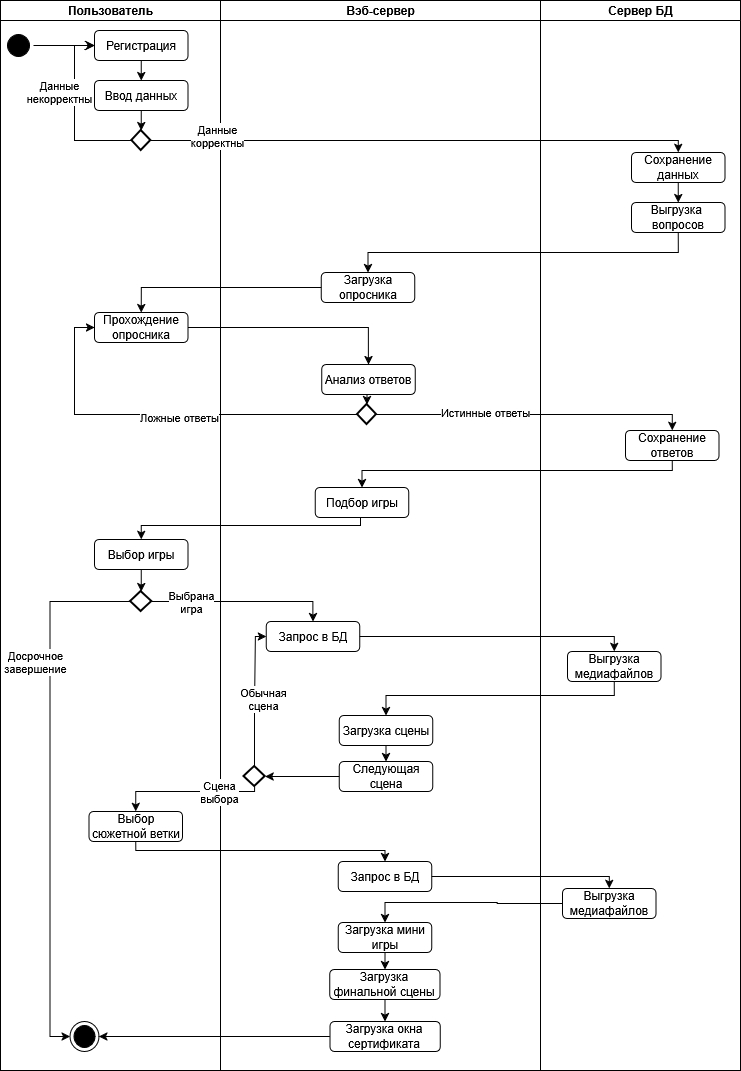 Пользователь
Вэб-сервер
Сервер БД
Регистрация
Данные
некорректны
Ввод данных
Данные
корректны
Сохранение
данных
Выгрузка
вопросов
Загрузка
опросника
Прохождение
опросника
Анализ ответов
Ложные ответы
Истинные ответы
Сохранение
ответов
Подбор игры
Выбор игры
Выбрана
игра
Запрос в БД
Досрочное
завершение
Выгрузка
медиафайлов
Обычная
сцена
Загрузка сцены
Следующая
сцена
Сцена
выбора
Выбор
сюжетной ветки
Запрос в БД
Выгрузка
медиафайлов
Загрузка мини
игры
Загрузка
финальной сцены
Загрузка окна
сертификата